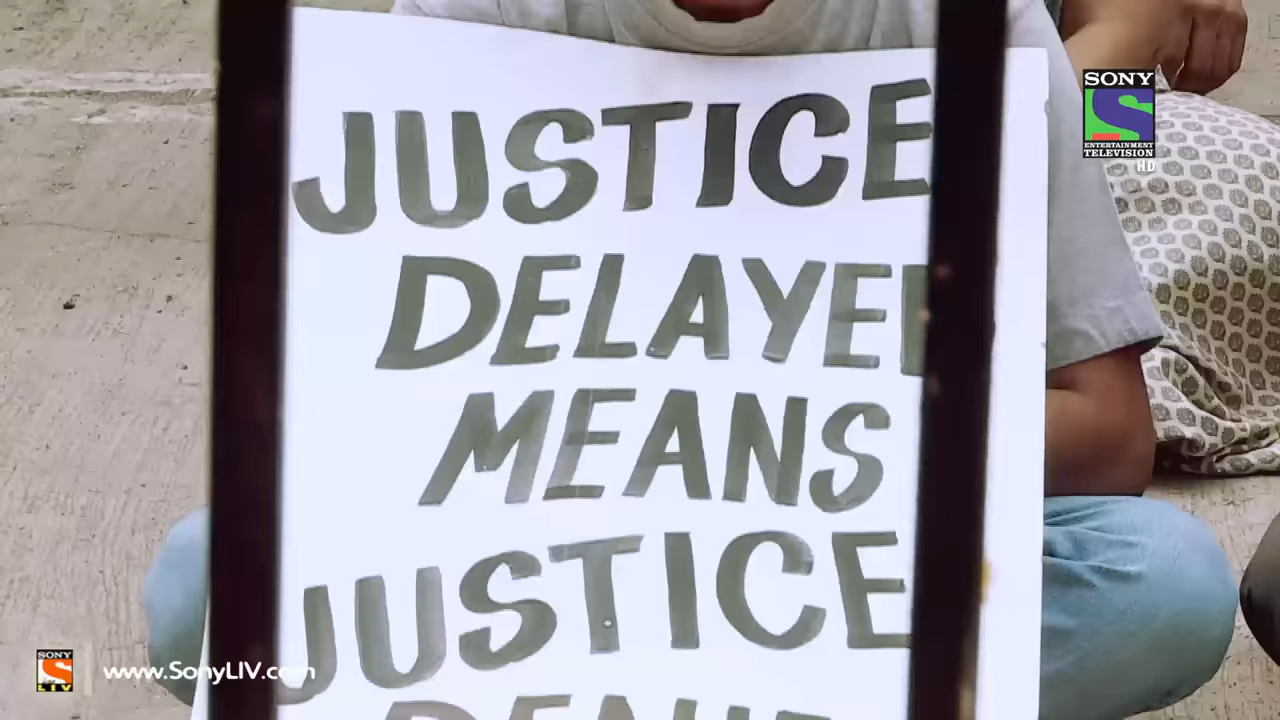 JUSTICE
DELAYE
MEANS
JUSTICE
SONY
ENTERTAINMENT
TELEVISION
HD
SONY
LIV
www.SonyLIV.com